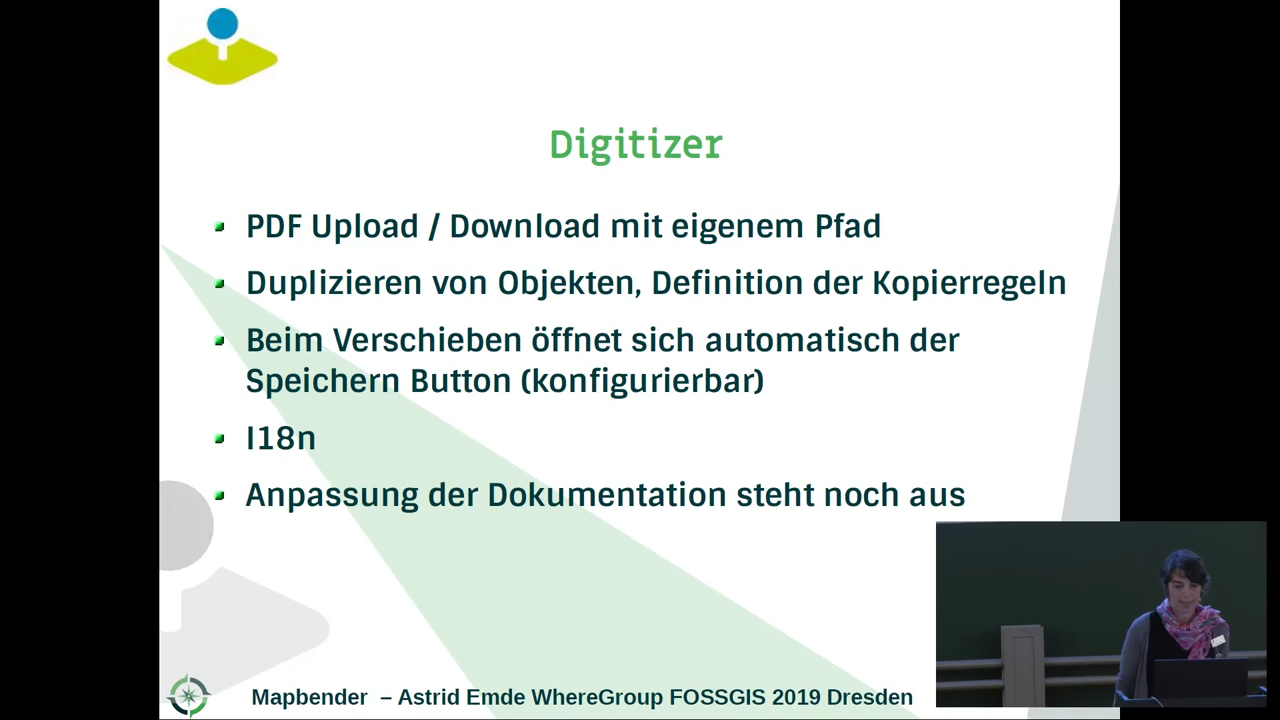 Digitizer
PDF Upload / Download mit eigenem Pfad
Duplizieren von Objekten, Definition der Kopierregeln
Beim Verschieben öffnet sich automatisch der
Speichern Button (konfigurierbar)
I18n
Anpassung der Dokumentation steht noch aus
Mapbender – Astrid Emde WhereGroup FOSSGIS 2019 Dresden